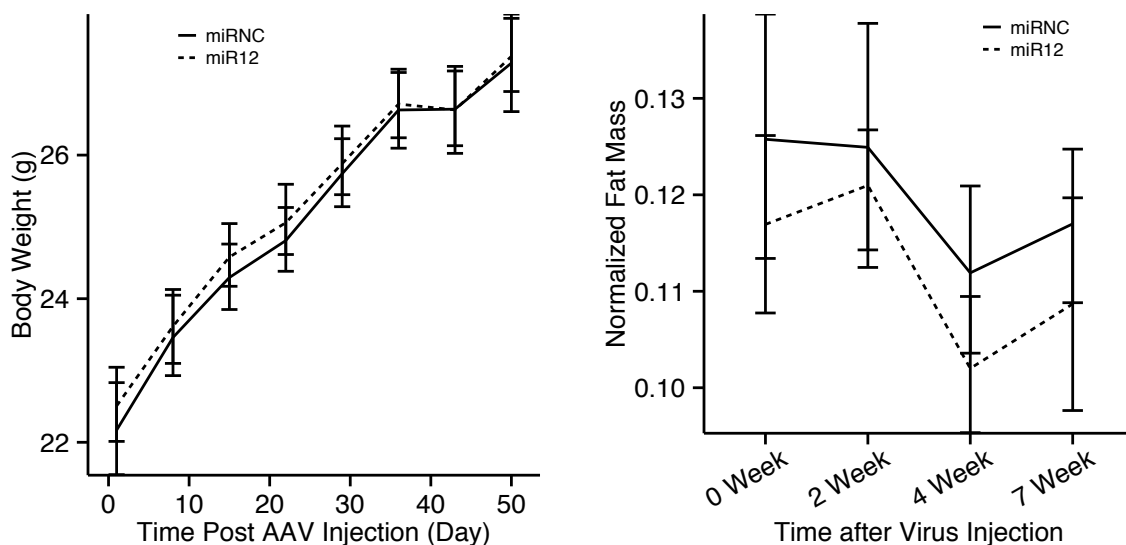 miRNC
miR12
Body Weight (g)
26
24
22
0 10 20 30 40 50
Time Post AAV Injection (Day)
miRNC
miR12
Normalized Fat Mass
0.13
0.12
0.11
0.10
0 Week
2 Week
4 Week
7 Week
Time after Virus Injection